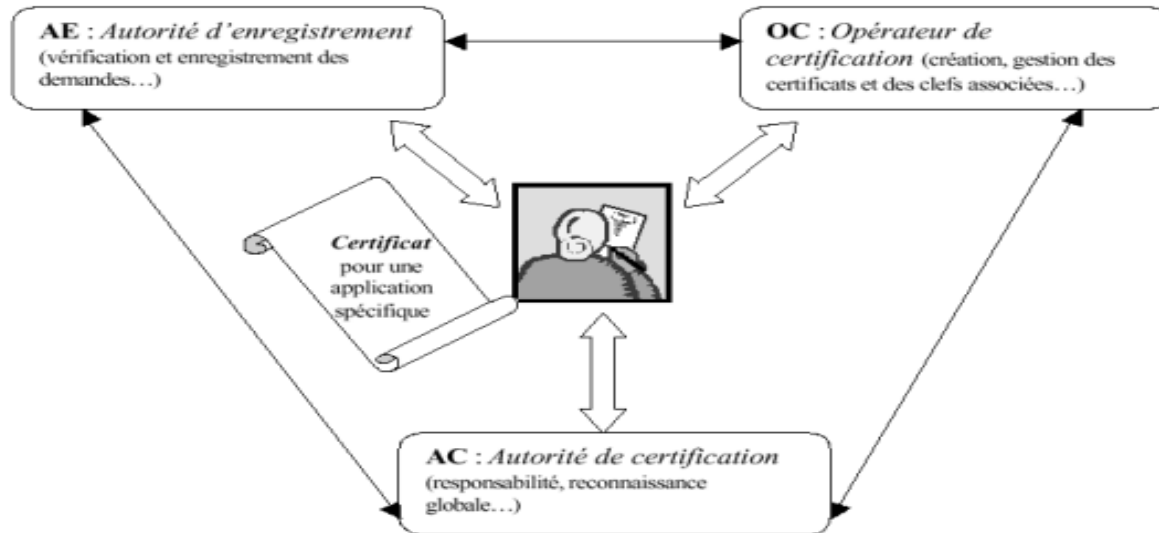 AE : Autorité d’enregistrement
(vérification et enregistrement des
demandes…)
OC : Opérateur de
certification (création, gestion des
certificats et des clefs associées…)
Certificat
pour une
application
spécifique
AC : Autorité de certification
(responsabilité, reconnaissance
globale…)